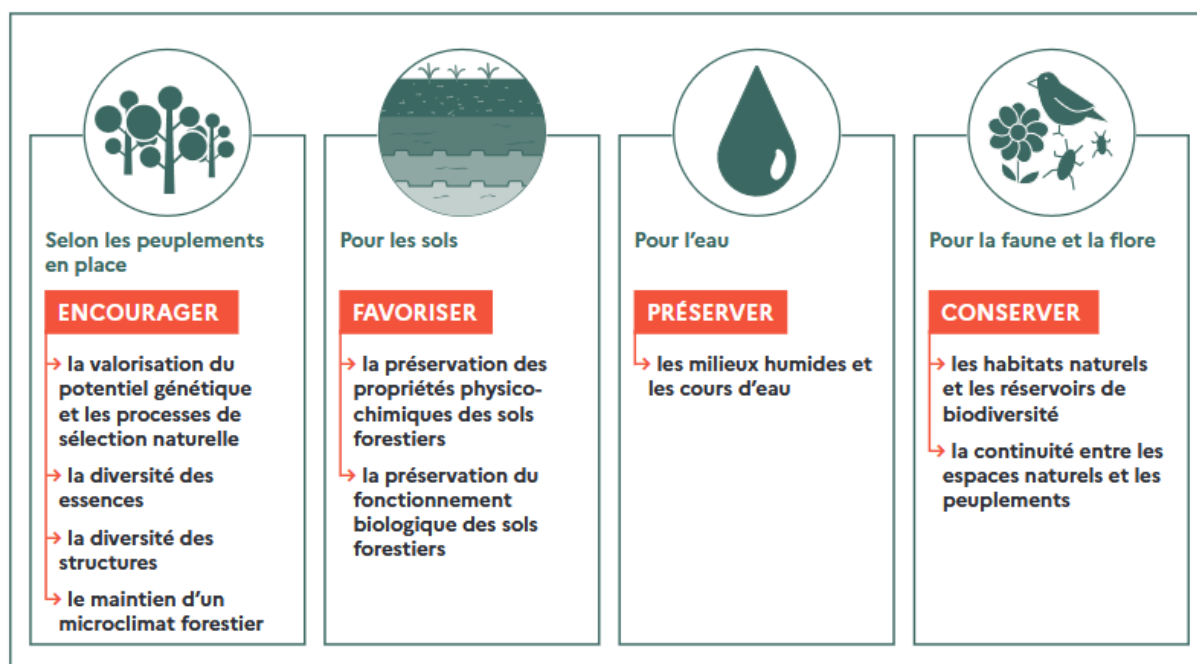 Selon les peuplements
en place
ENCOURAGER
→ la valorisation du
potentiel génétique
et les processus de
sélection naturelle
→ la diversité des
essences
→ la diversité des
structures
→ le maintien d’un
microclimat forestier
Pour les sols
FAVORISER
→ la préservation des
propriétés physico-
chimiques des sols
forestiers
→ la préservation du
fonctionnement
biologique des sols
forestiers
Pour l’eau
PRÉSERVER
→ les milieux humides et
les cours d’eau
Pour la faune et la flore
CONSERVER
→ les habitats naturels
et les réservoirs de
biodiversité
→ la continuité entre les
espaces naturels et les
peuplements